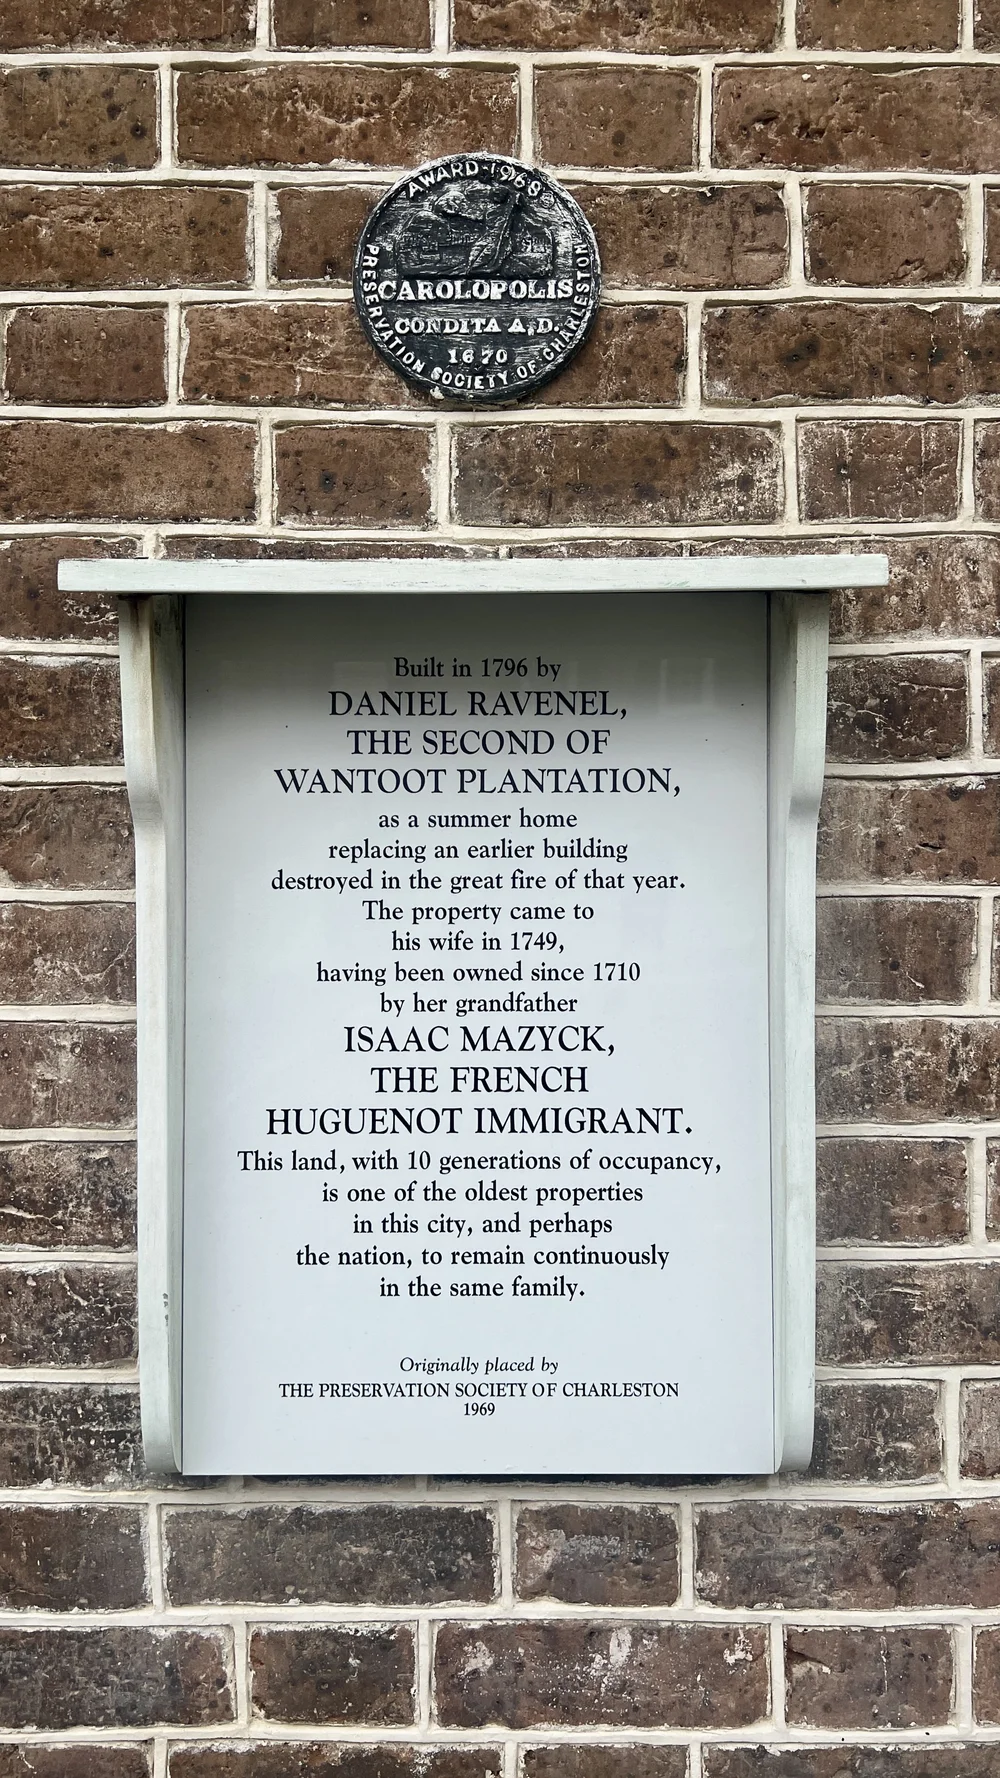 AWARD 1968
PRESERVATION SOCIETY OF CHARLESTON
CAROLOPOLIS
CONDITA A.D.
1670
Built in 1796 by
DANIEL RAVENEL,
THE SECOND OF
WANTOOT PLANTATION,
as a summer home
replacing an earlier building
destroyed in the great fire of that year.
The property came to
his wife in 1749,
having been owned since 1710
by her grandfather
ISAAC MAZYCK,
THE FRENCH
HUGUENOT IMMIGRANT.
This land, with 10 generations of occupancy,
is one of the oldest properties
in this city, and perhaps
the nation, to remain continuously
in the same family.
Originally placed by
THE PRESERVATION SOCIETY OF CHARLESTON
1969